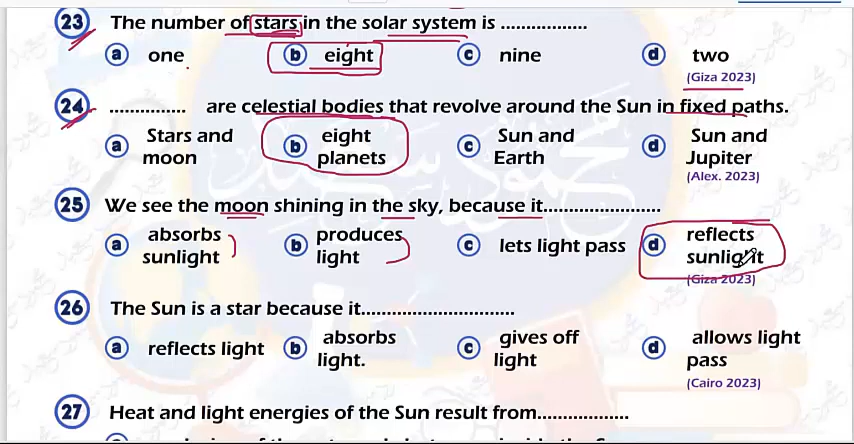 23 The number of stars in the solar system is ................
a one b eight c nine d two
(Giza 2023)
24 .............. are celestial bodies that revolve around the Sun in fixed paths.
a Stars and moon b eight planets c Sun and Earth d Sun and Jupiter
(Alex. 2023)
25 We see the moon shining in the sky, because it......................
a absorbs sunlight b produces light c lets light pass d reflects sunlight
(Giza 2023)
26 The Sun is a star because it............................
a reflects light b absorbs light. c gives off light d allows light pass
(Cairo 2023)
27 Heat and light energies of the Sun result from.................